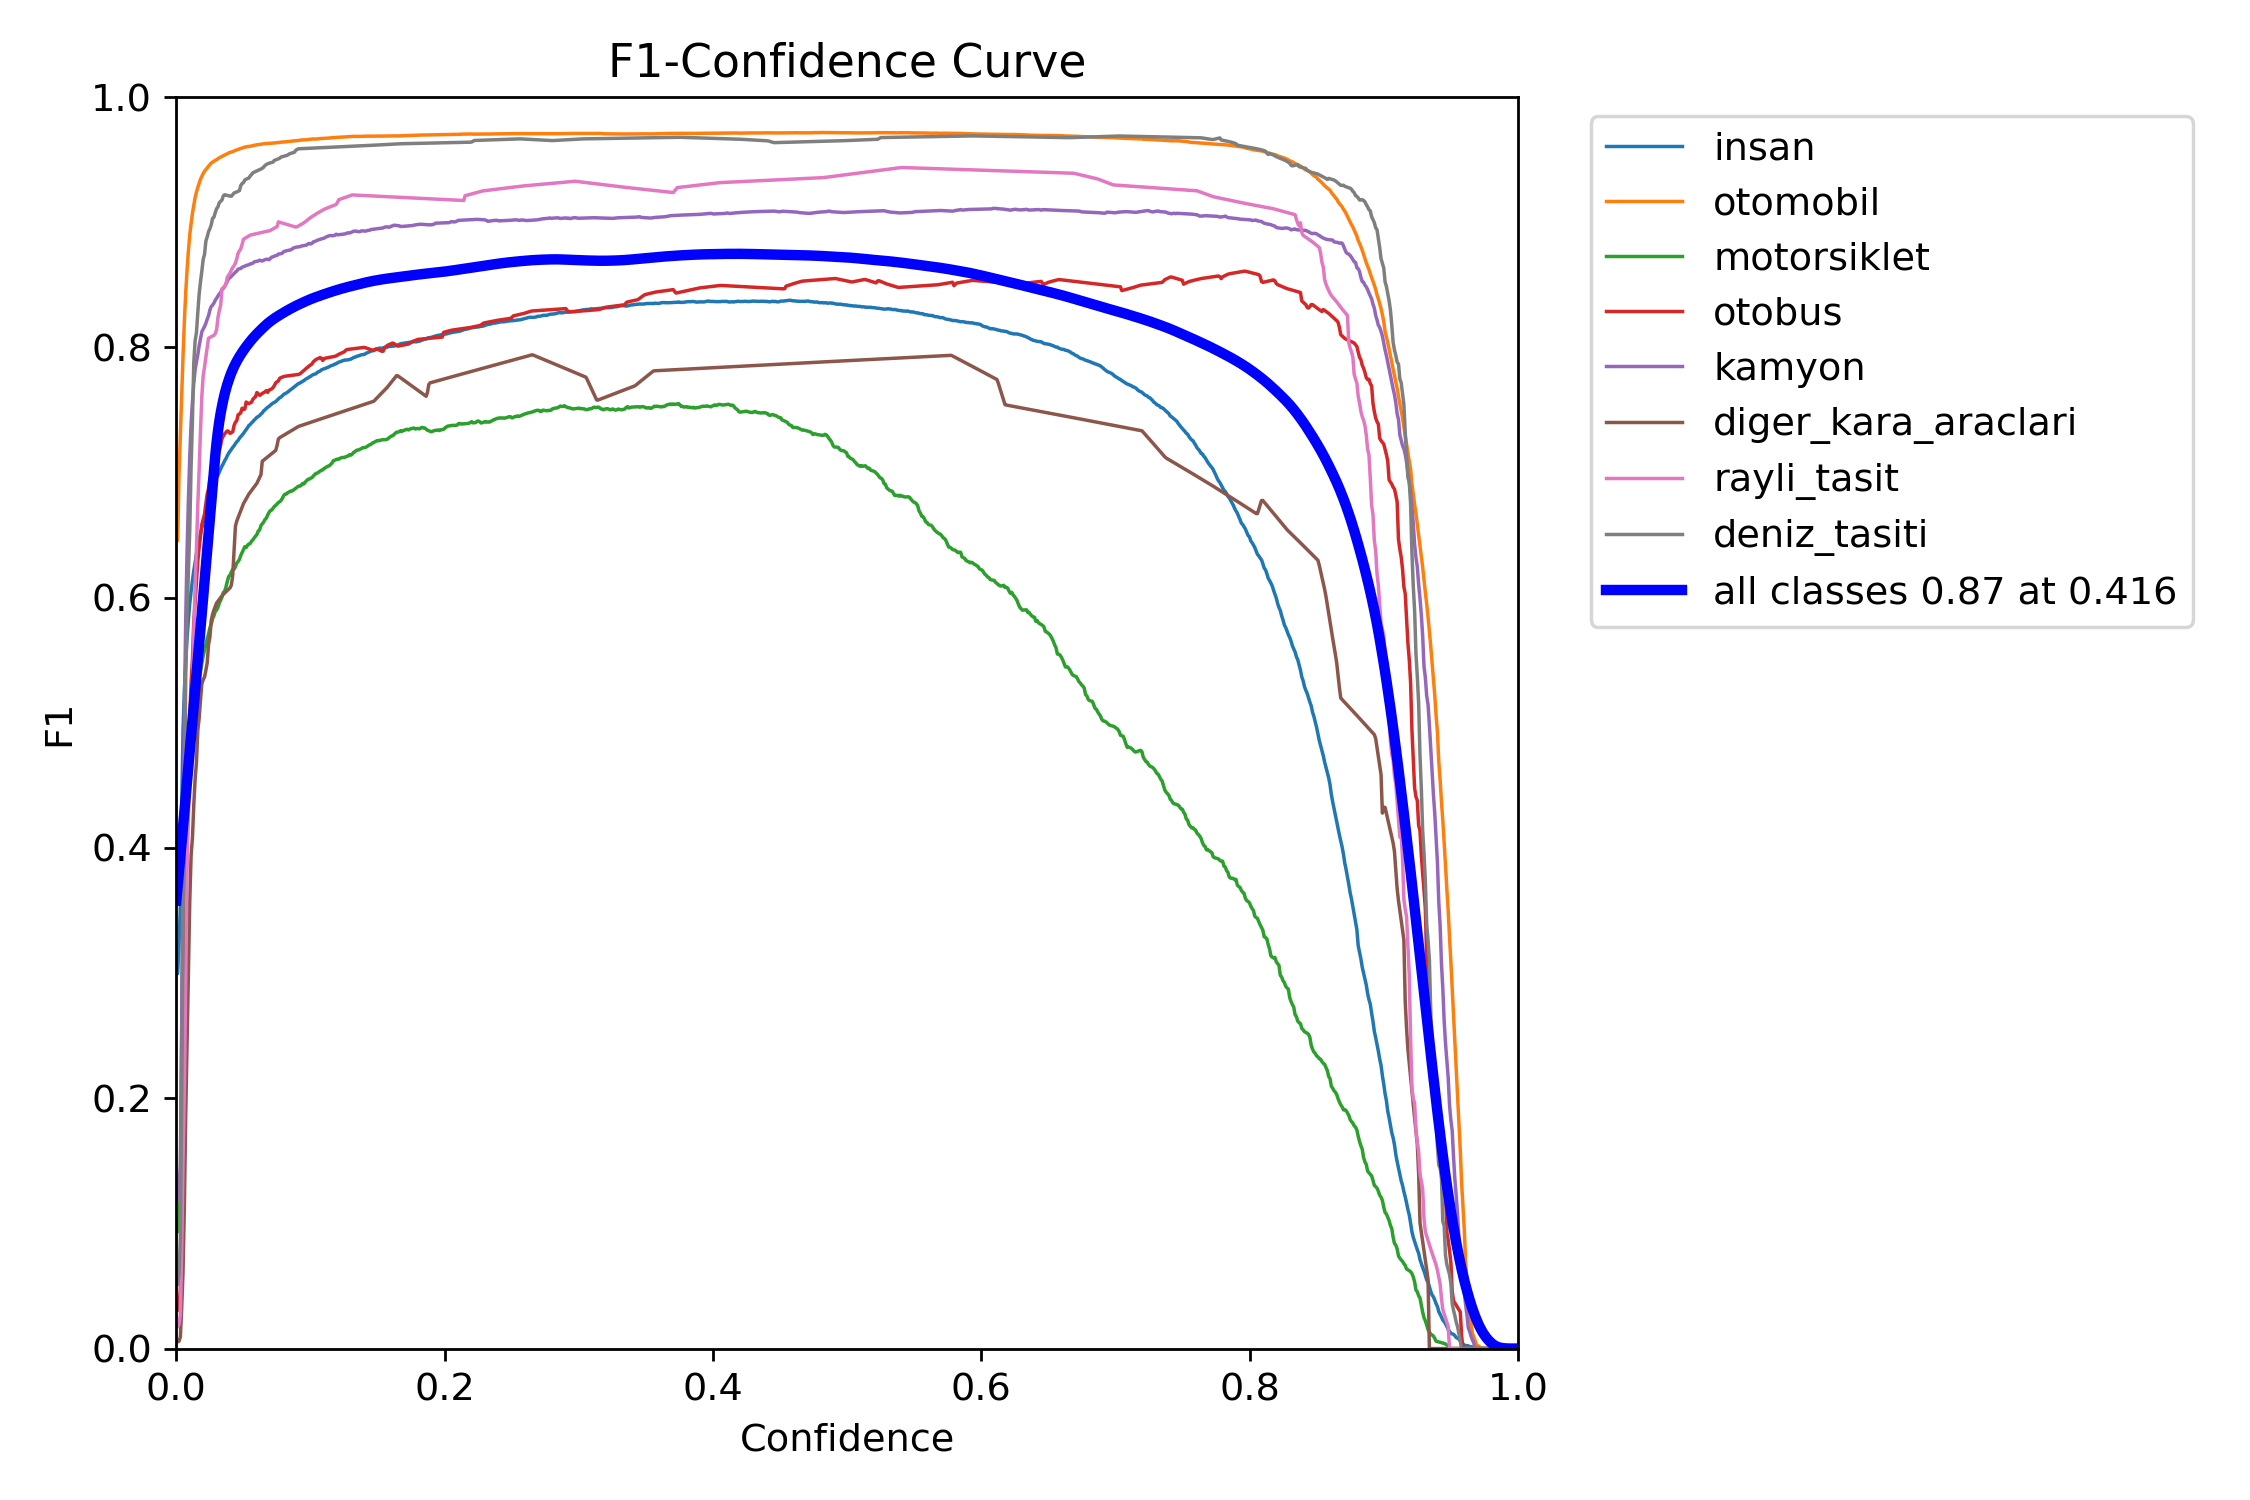 F1-Confidence Curve
1.0
0.8
0.6
0.4
0.2
0.0
F1
0.0 0.2 0.4 0.6 0.8 1.0
Confidence
insan
otomobil
motorsiklet
otobus
kamyon
diger_kara_araclari
rayli_tasit
deniz_tasiti
all classes 0.87 at 0.416